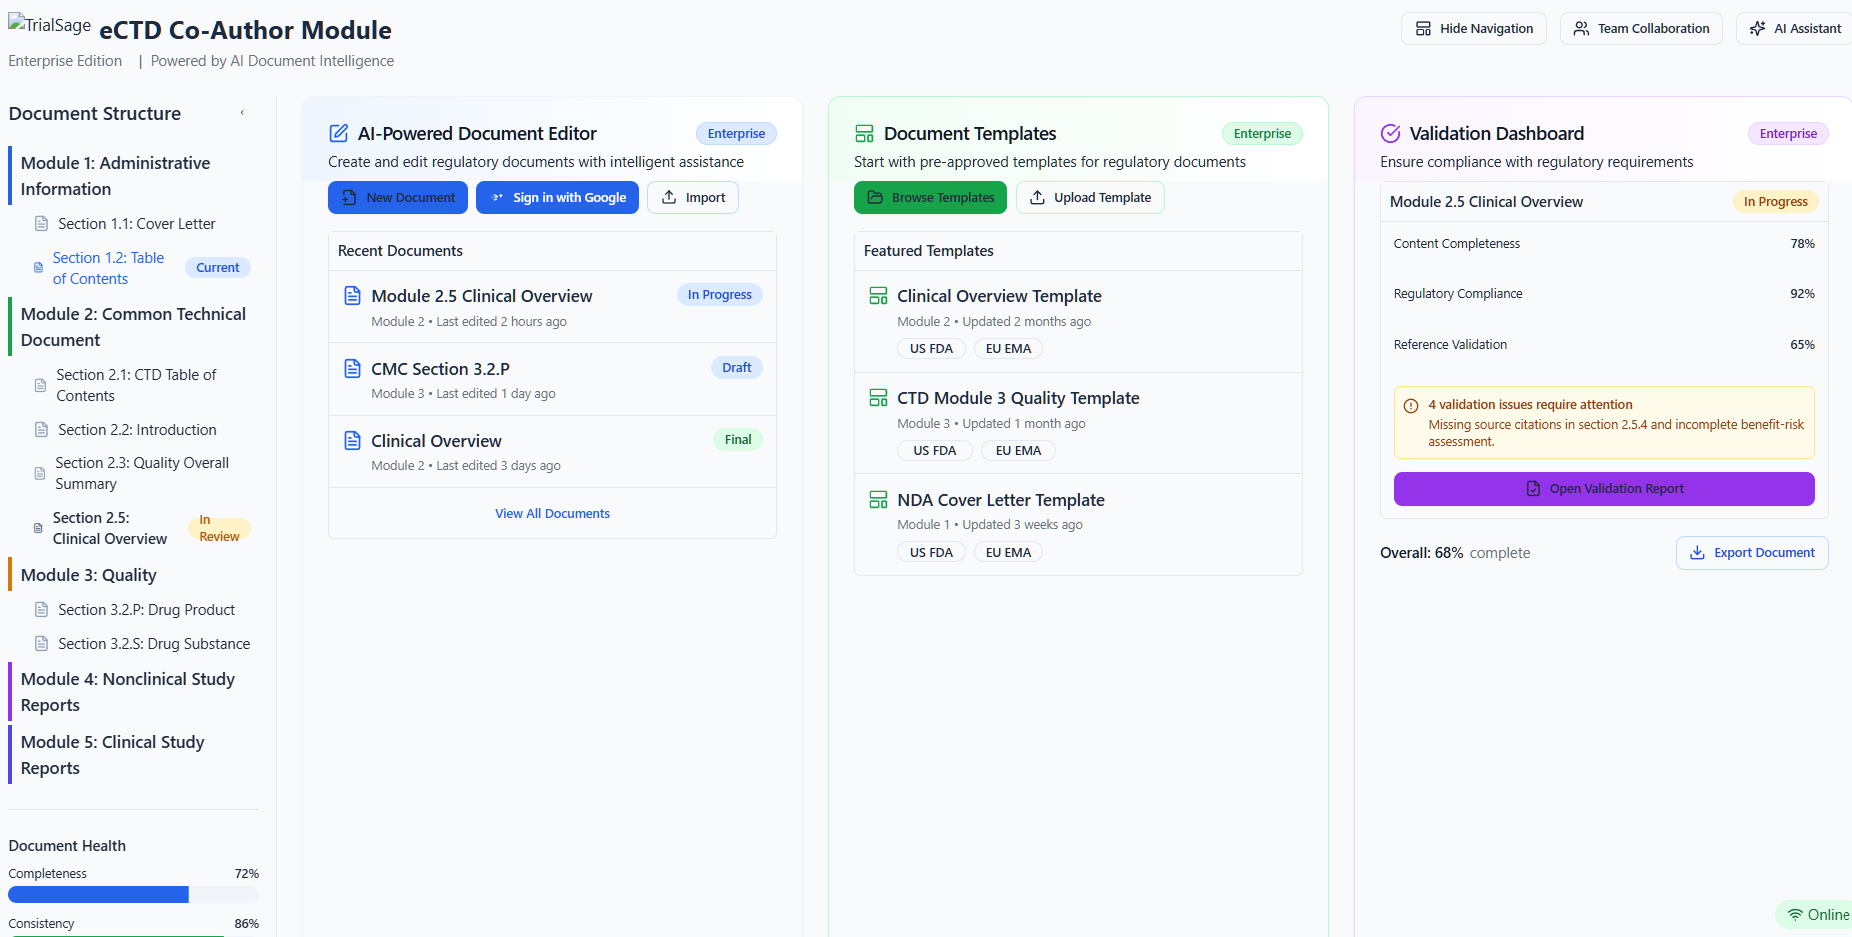 TrialSage
eCTD Co-Author Module
Enterprise Edition | Powered by AI Document Intelligence
Hide Navigation
Team Collaboration
AI Assistant
Document Structure
Module 1: Administrative
Information
Section 1.1: Cover Letter
Section 1.2: Table
of Contents
Current
Module 2: Common Technical
Document
Section 2.1: CTD Table of
Contents
Section 2.2: Introduction
Section 2.3: Quality Overall
Summary
Section 2.5:
Clinical Overview
In
Review
Module 3: Quality
Section 3.2.P: Drug Product
Section 3.2.S: Drug Substance
Module 4: Nonclinical Study
Reports
Module 5: Clinical Study
Reports
Document Health
Completeness 72%
Consistency 86%
AI-Powered Document Editor
Enterprise
Create and edit regulatory documents with intelligent assistance
New Document
Sign in with Google
Import
Recent Documents
Module 2.5 Clinical Overview
In Progress
Module 2 • Last edited 2 hours ago
CMC Section 3.2.P
Draft
Module 3 • Last edited 1 day ago
Clinical Overview
Final
Module 2 • Last edited 3 days ago
View All Documents
Document Templates
Enterprise
Start with pre-approved templates for regulatory documents
Browse Templates
Upload Template
Featured Templates
Clinical Overview Template
Module 2 • Updated 2 months ago
US FDA
EU EMA
CTD Module 3 Quality Template
Module 3 • Updated 1 month ago
US FDA
EU EMA
NDA Cover Letter Template
Module 1 • Updated 3 weeks ago
US FDA
EU EMA
Validation Dashboard
Enterprise
Ensure compliance with regulatory requirements
Module 2.5 Clinical Overview
In Progress
Content Completeness 78%
Regulatory Compliance 92%
Reference Validation 65%
4 validation issues require attention
Missing source citations in section 2.5.4 and incomplete benefit-risk
assessment.
Open Validation Report
Overall: 68% complete
Export Document
Online